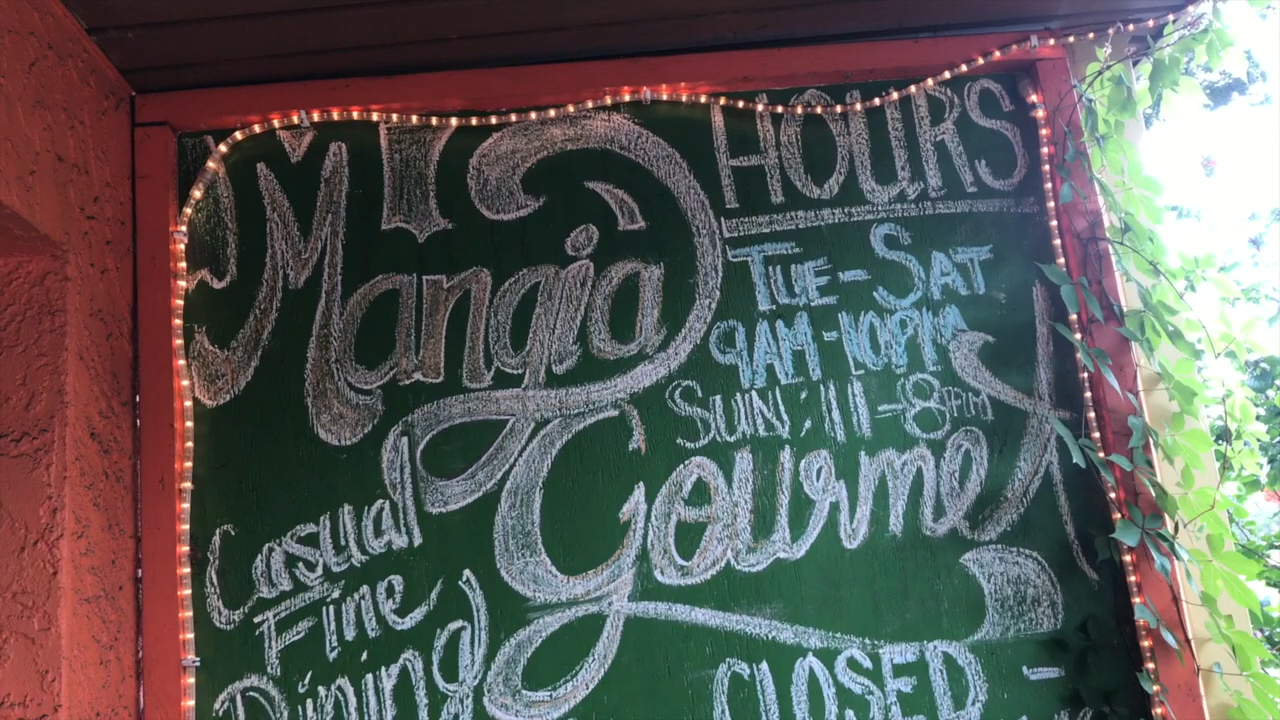 Mangia
Gourmet
HOURS
TUE-SAT
9AM-10PM
SUN: 11-8PM
Casual
Fine
Dining
CLOSED -